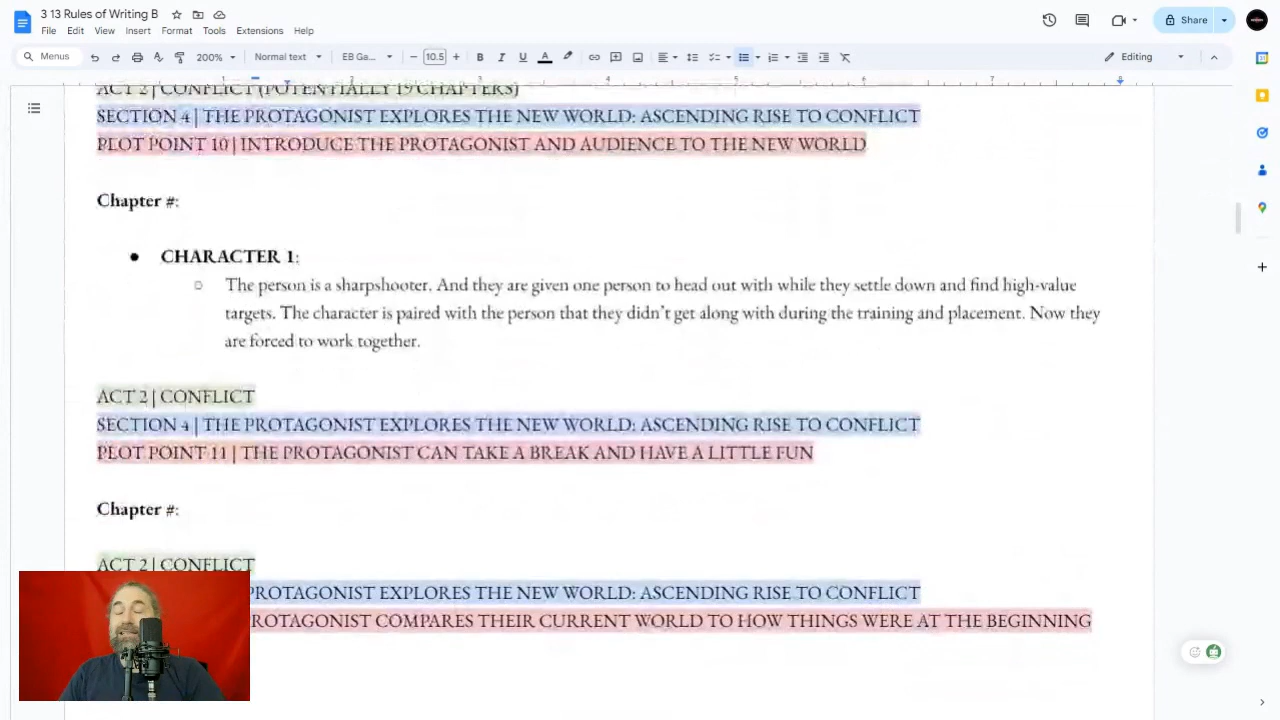 3 13 Rules of Writing B
File Edit View Insert Format Tools Extensions Help
Share
Menus 200% Normal text EB Ga... 10.5 Editing
2 3 4 5 6 7
ACT 2 | CONFLICT (POTENTIALLY 19 CHAPTERS)
SECTION 4 | THE PROTAGONIST EXPLORES THE NEW WORLD: ASCENDING RISE TO CONFLICT
PLOT POINT 10 | INTRODUCE THE PROTAGONIST AND AUDIENCE TO THE NEW WORLD
Chapter #:
● CHARACTER 1:
○ The person is a sharpshooter. And they are given one person to head out with while they settle down and find high-value
targets. The character is paired with the person that they didn't get along with during the training and placement. Now they
are forced to work together.
ACT 2 | CONFLICT
SECTION 4 | THE PROTAGONIST EXPLORES THE NEW WORLD: ASCENDING RISE TO CONFLICT
PLOT POINT 11 | THE PROTAGONIST CAN TAKE A BREAK AND HAVE A LITTLE FUN
Chapter #:
ACT 2 | CONFLICT
PROTAGONIST EXPLORES THE NEW WORLD: ASCENDING RISE TO CONFLICT
ROTAGONIST COMPARES THEIR CURRENT WORLD TO HOW THINGS WERE AT THE BEGINNING